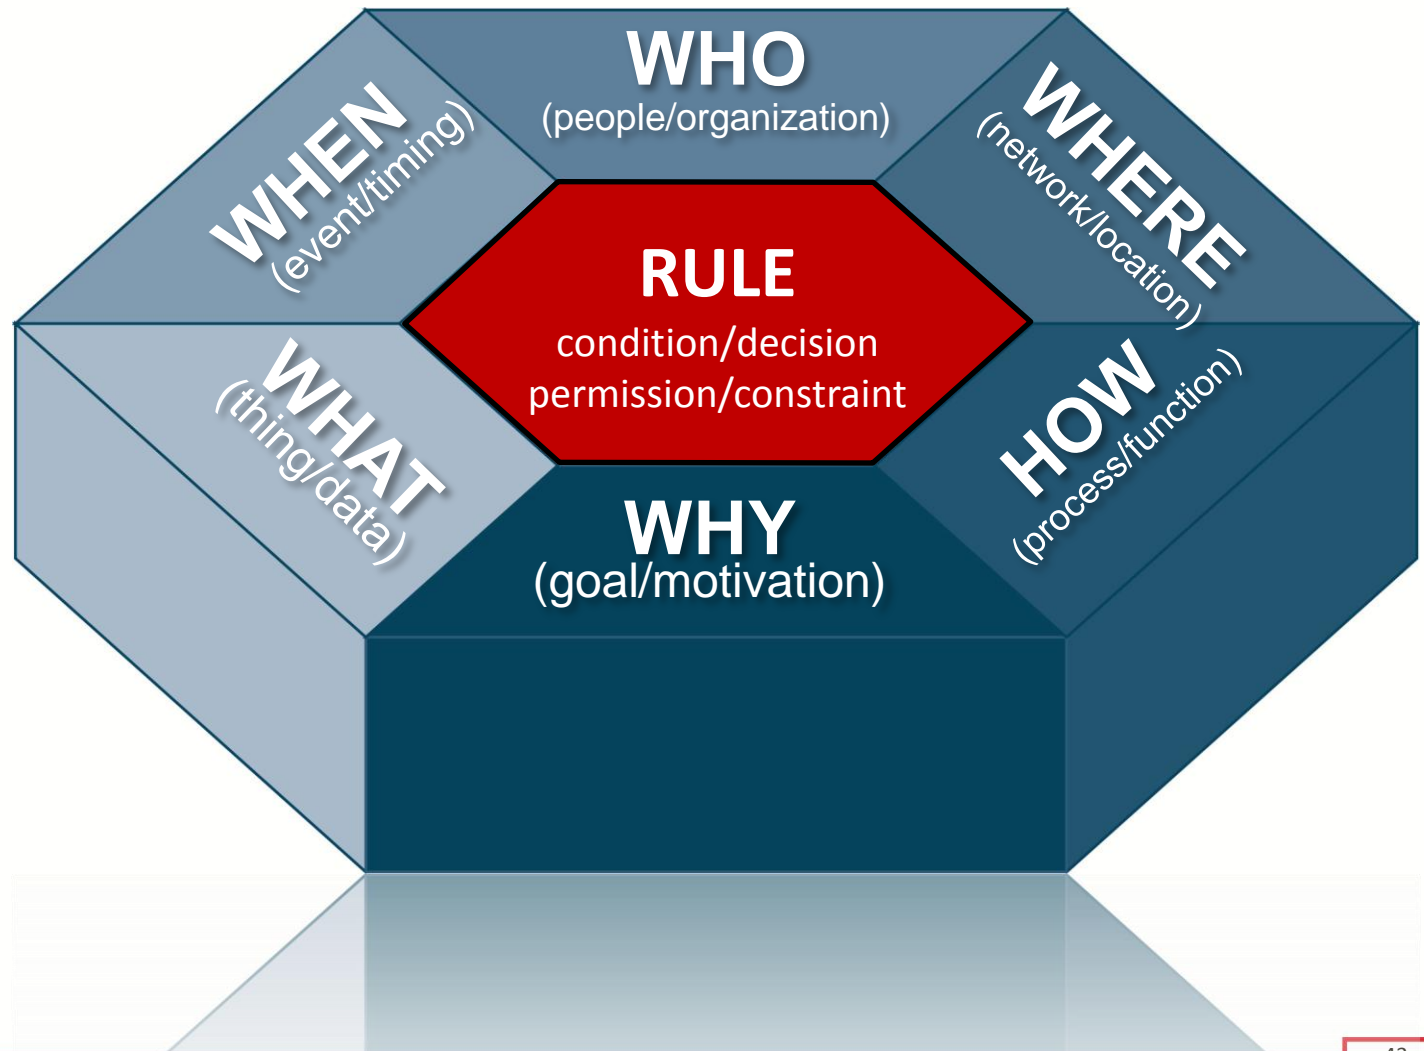 WHO
(people/organization)
WHEN
(event/timing)
WHERE
(network/location)
RULE
condition/decision
permission/constraint
WHAT
(thing/data)
HOW
(process/function)
WHY
(goal/motivation)